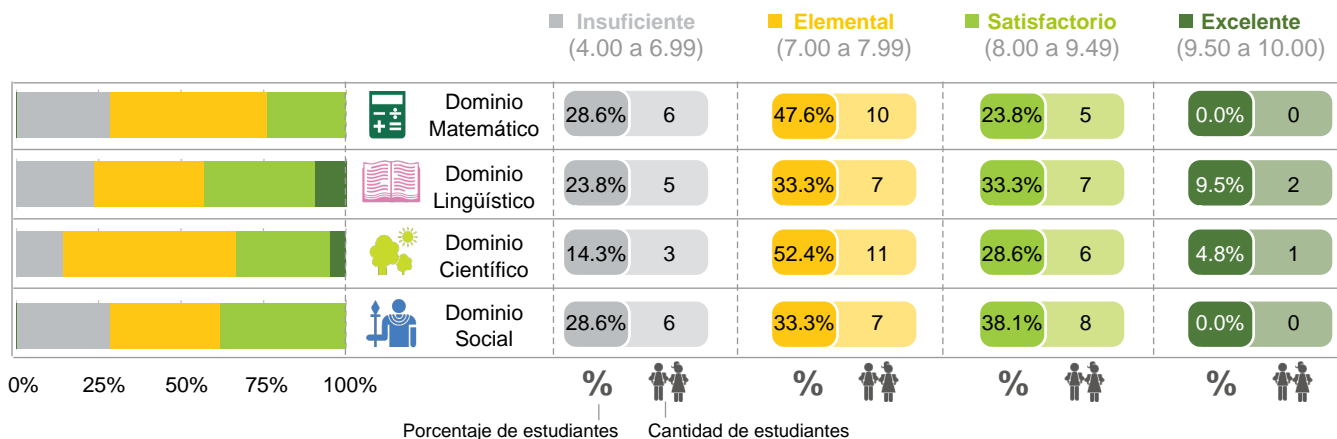 Insuficiente Elemental Satisfactorio Excelente
(4.00 a 6.99) (7.00 a 7.99) (8.00 a 9.49) (9.50 a 10.00)
Dominio
Matemático
28.6% 6 47.6% 10 23.8% 5 0.0% 0
Dominio
Lingüístico
23.8% 5 33.3% 7 33.3% 7 9.5% 2
Dominio
Científico
14.3% 3 52.4% 11 28.6% 6 4.8% 1
Dominio
Social
28.6% 6 33.3% 7 38.1% 8 0.0% 0
0% 25% 50% 75% 100% % % % %
Porcentaje de estudiantes Cantidad de estudiantes